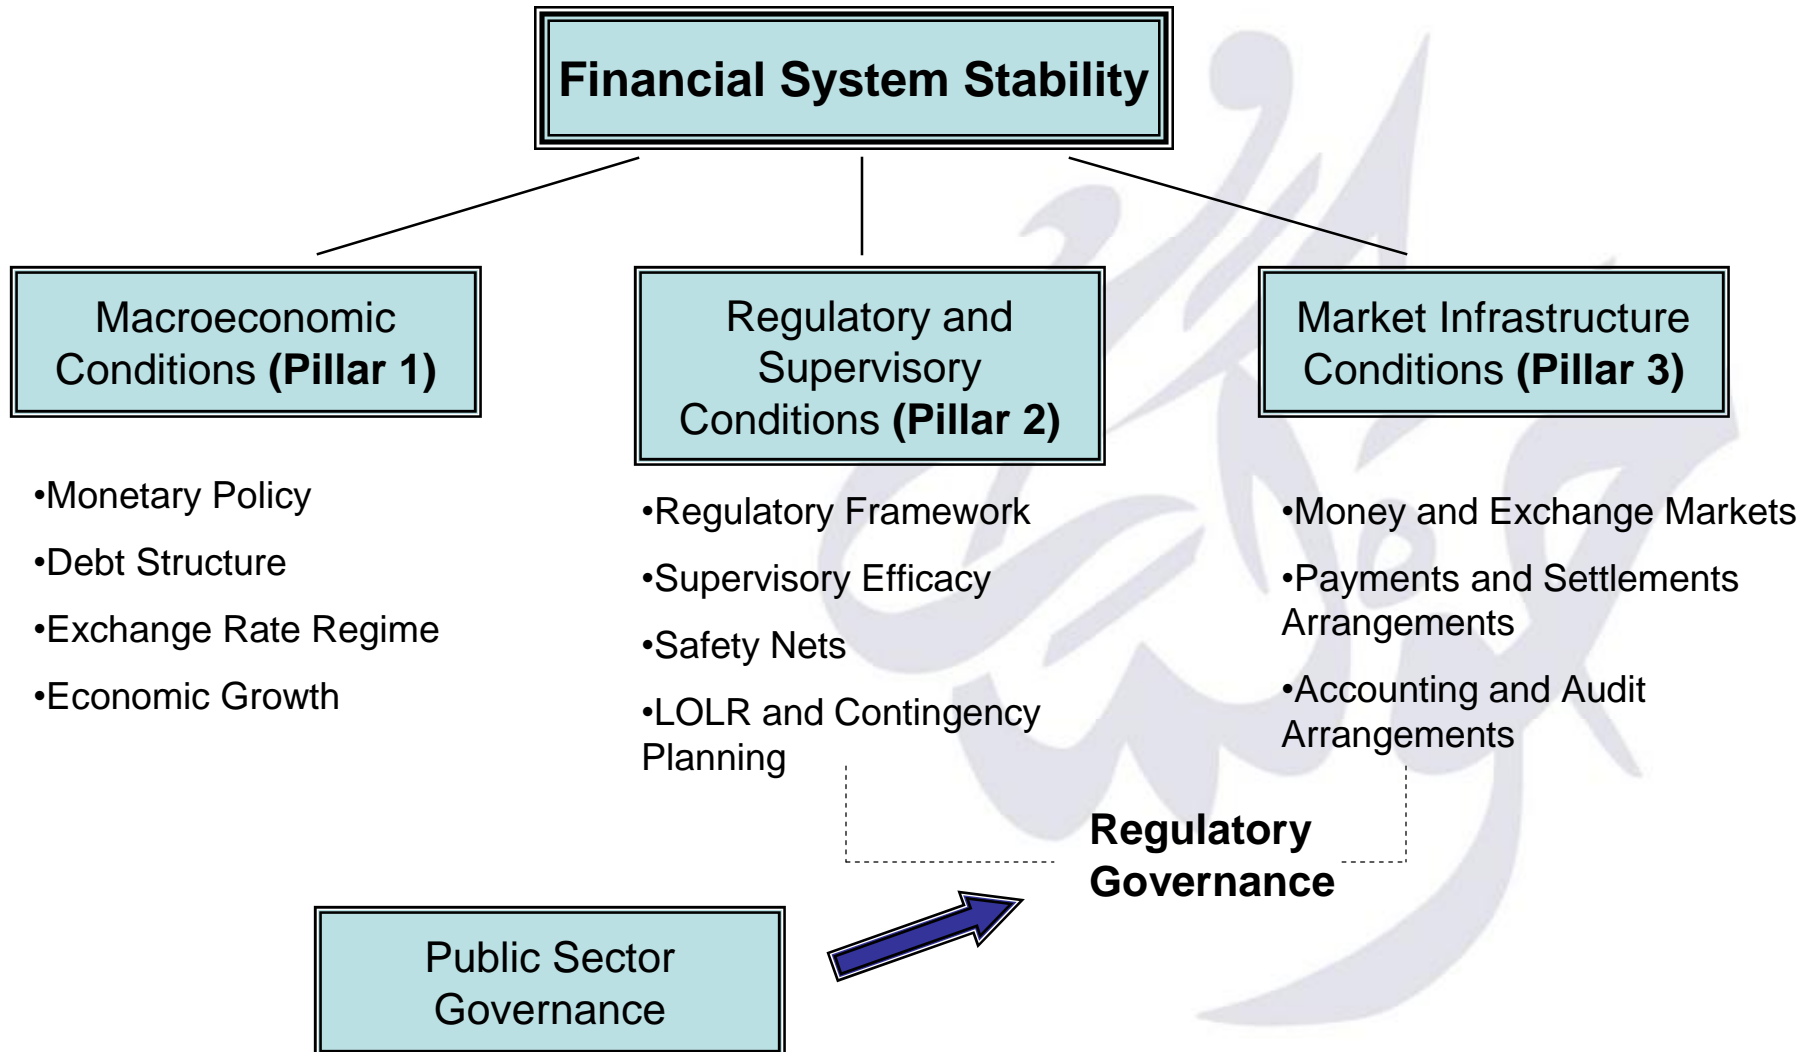 Financial System Stability
Macroeconomic
Conditions (Pillar 1)
•Monetary Policy
•Debt Structure
•Exchange Rate Regime
•Economic Growth
Regulatory and
Supervisory
Conditions (Pillar 2)
•Regulatory Framework
•Supervisory Efficacy
•Safety Nets
•LOLR and Contingency
Planning
Market Infrastructure
Conditions (Pillar 3)
•Money and Exchange Markets
•Payments and Settlements
Arrangements
•Accounting and Audit
Arrangements
Regulatory
Governance
Public Sector
Governance